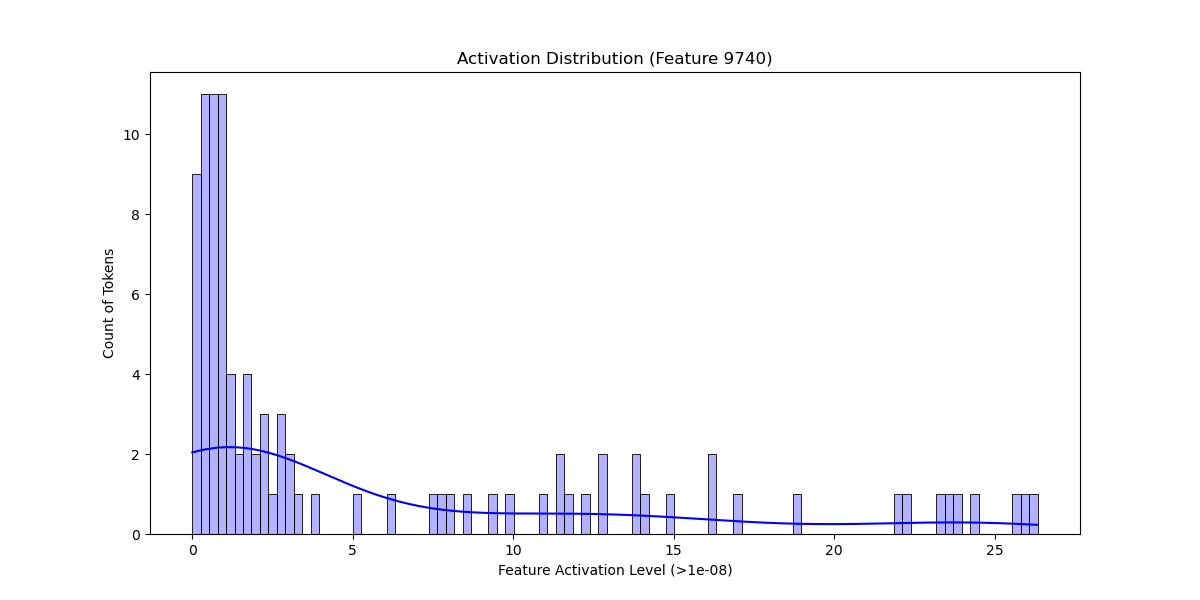 Activation Distribution (Feature 9740)
Count of Tokens
10
8
6
4
2
0
0 5 10 15 20 25
Feature Activation Level (>1e-08)